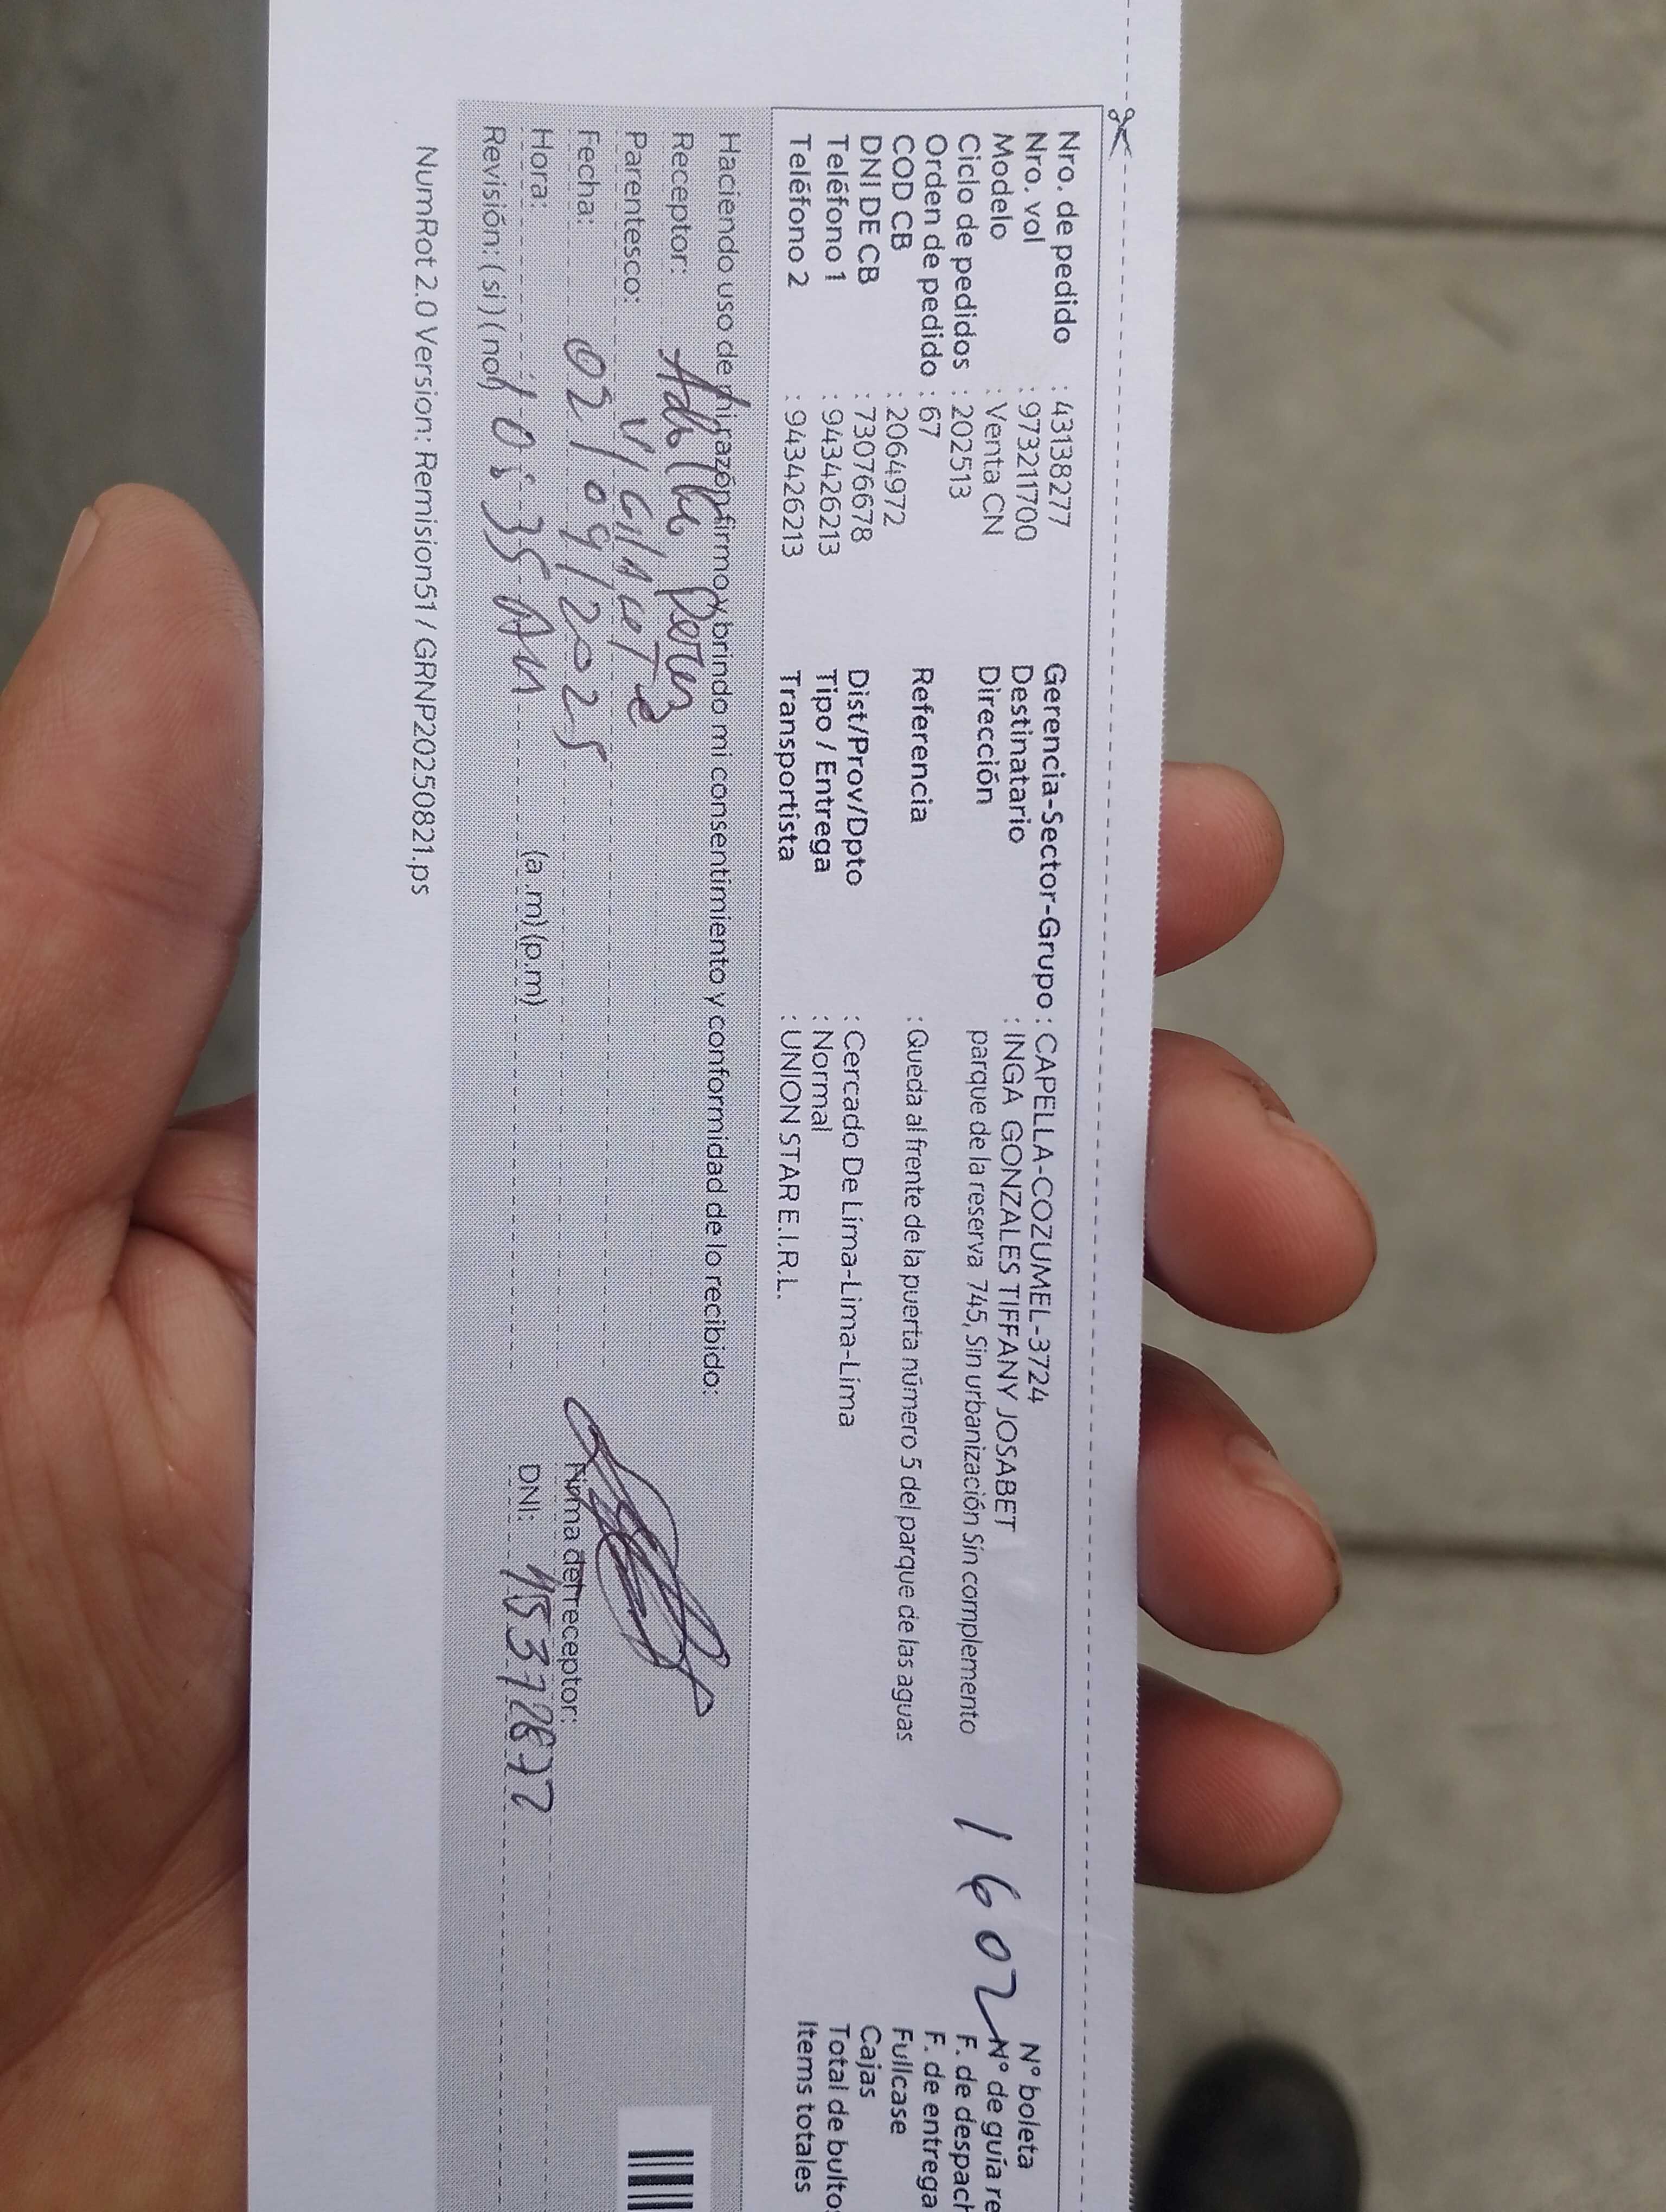 Nro. de pedido : 43138277
Nro. vol : 973211700
Modelo : Venta CN
Ciclo de pedidos : 202513
Orden de pedido : 67
COD CB : 2064972
DNI DE CB : 73076678
Teléfono 1 : 943426213
Teléfono 2 : 943426213
Gerencia-Sector-Grupo : CAPELLA-COZUMEL-3724
Destinatario : INGA GONZALES TIFFANY JOSABET
Dirección parque de la reserva 745, Sin urbanización Sin complemento
Referencia : Queda al frente de la puerta número 5 del parque de las aguas
Dist/Prov/Dpto : Cercado De Lima-Lima-Lima
Tipo / Entrega : Normal
Transportista : UNION STAR E.I.R.L.
1602
N° boleta
N° de guía re
F. de despach
F. de entrega
Fullcase
Cajas
Total de bulto
Items totales
Haciendo uso de mi razón firmo y brindo mi consentimiento y conformidad de lo recibido:
Receptor:
Parentesco: VIGILANTE
Fecha: 02/09/2025
Hora: 10:35 AM (a.m)(p.m)
Revisión: (si) (no)
Firma del receptor:
DNI: 45372872
NumRot 2.0 Version: Remision51 / GRNP20250821.ps